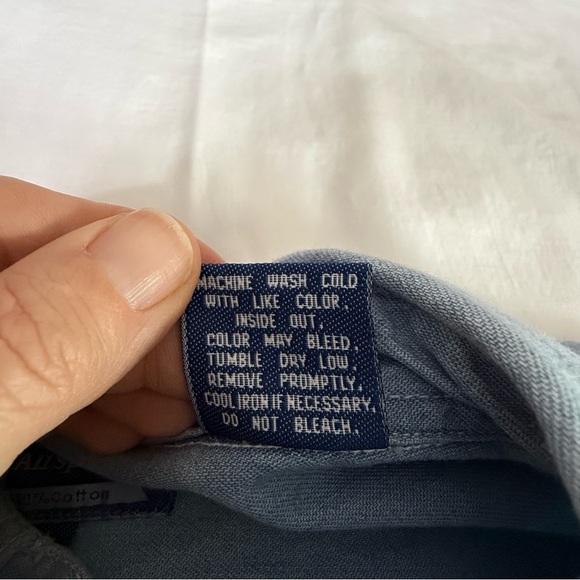 MACHINE WASH COLD
WITH LIKE COLOR,
INSIDE OUT,
COLOR MAY BLEED,
TUMBLE DRY LOW,
REMOVE PROMPTLY,
COOL IRON IF NECESSARY,
DO NOT BLEACH.
Cotton